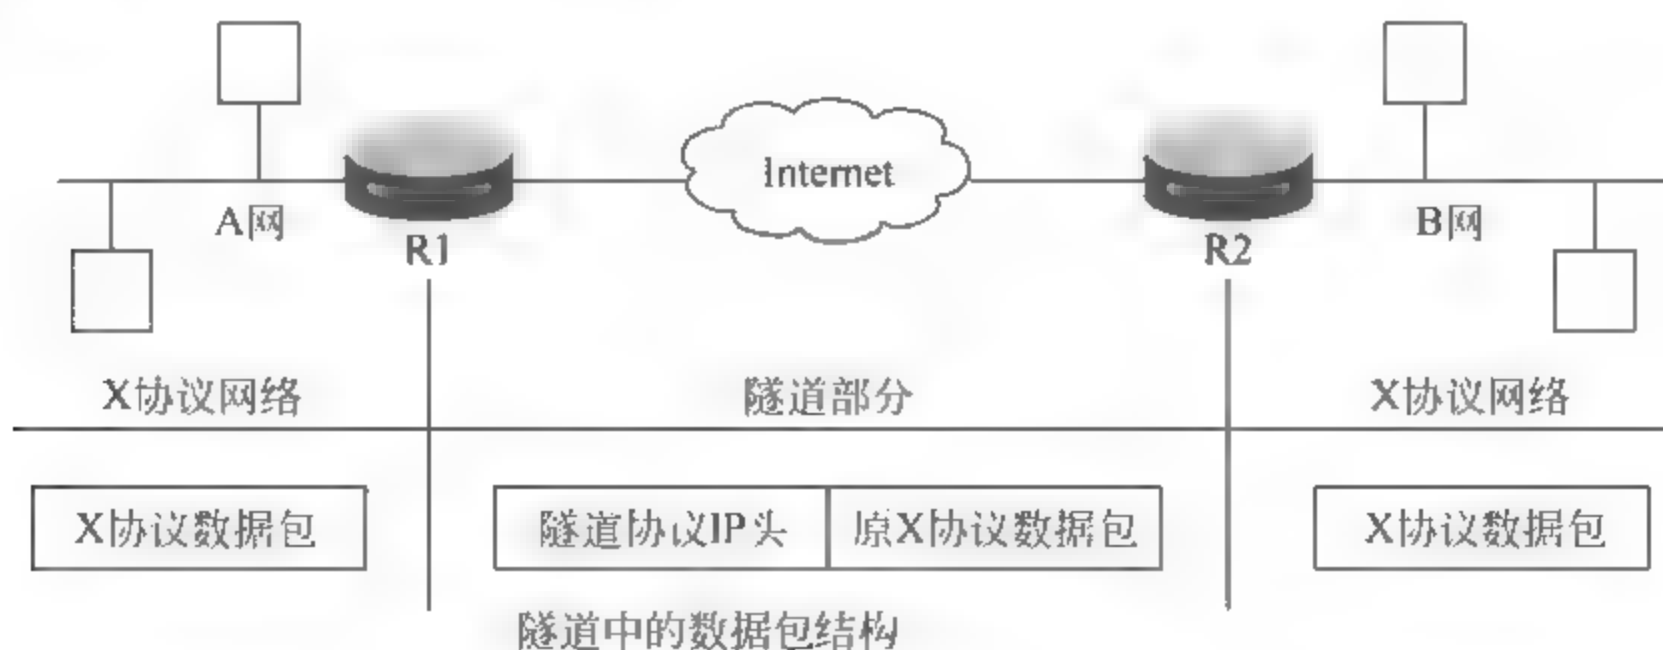 Internet
A网
B网
R1
R2
X协议网络
隧道部分
X协议网络
X协议数据包
隧道协议IP头
原X协议数据包
X协议数据包
隧道中的数据包结构